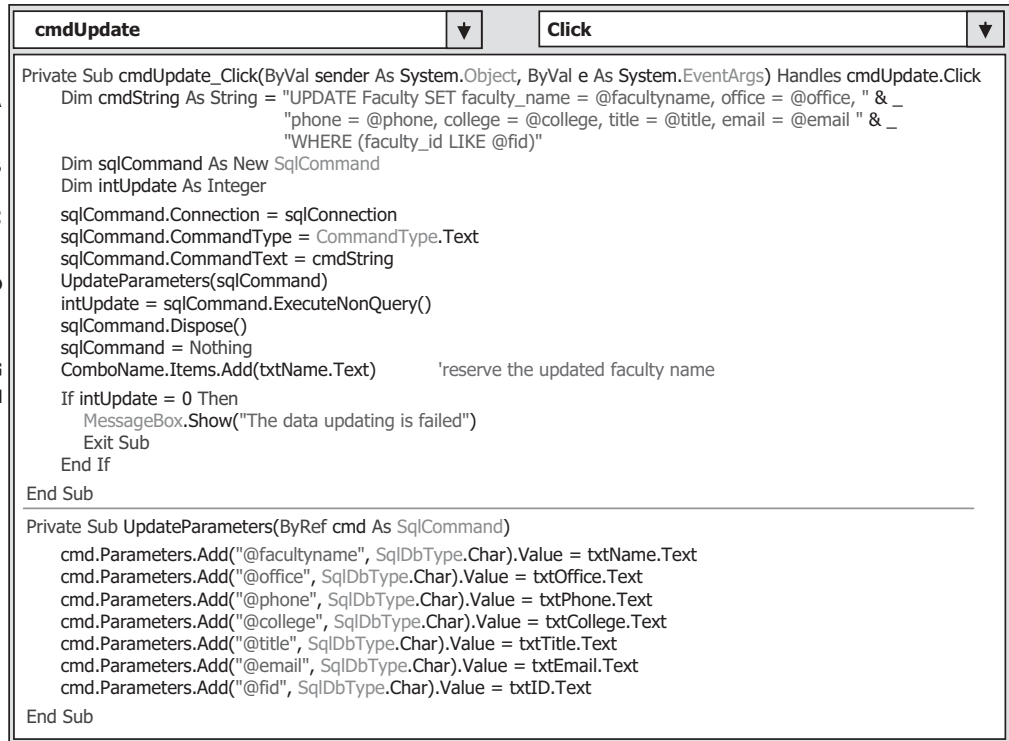 cmdUpdate Click
Private Sub cmdUpdate_Click(ByVal sender As System.Object, ByVal e As System.EventArgs) Handles cmdUpdate.Click
Dim cmdString As String = "UPDATE Faculty SET faculty_name = @facultyname, office = @office, " & _
"phone = @phone, college = @college, title = @title, email = @email " & _
"WHERE (faculty_id LIKE @fid)"
Dim sqlCommand As New SqlCommand
Dim intUpdate As Integer
sqlCommand.Connection = sqlConnection
sqlCommand.CommandType = CommandType.Text
sqlCommand.CommandText = cmdString
UpdateParameters(sqlCommand)
intUpdate = sqlCommand.ExecuteNonQuery()
sqlCommand.Dispose()
sqlCommand = Nothing
ComboName.Items.Add(txtName.Text) 'reserve the updated faculty name
If intUpdate = 0 Then
MessageBox.Show("The data updating is failed")
Exit Sub
End If
End Sub
Private Sub UpdateParameters(ByRef cmd As SqlCommand)
cmd.Parameters.Add("@facultyname", SqlDbType.Char).Value = txtName.Text
cmd.Parameters.Add("@office", SqlDbType.Char).Value = txtOffice.Text
cmd.Parameters.Add("@phone", SqlDbType.Char).Value = txtPhone.Text
cmd.Parameters.Add("@college", SqlDbType.Char).Value = txtCollege.Text
cmd.Parameters.Add("@title", SqlDbType.Char).Value = txtTitle.Text
cmd.Parameters.Add("@email", SqlDbType.Char).Value = txtEmail.Text
cmd.Parameters.Add("@fid", SqlDbType.Char).Value = txtID.Text
End Sub